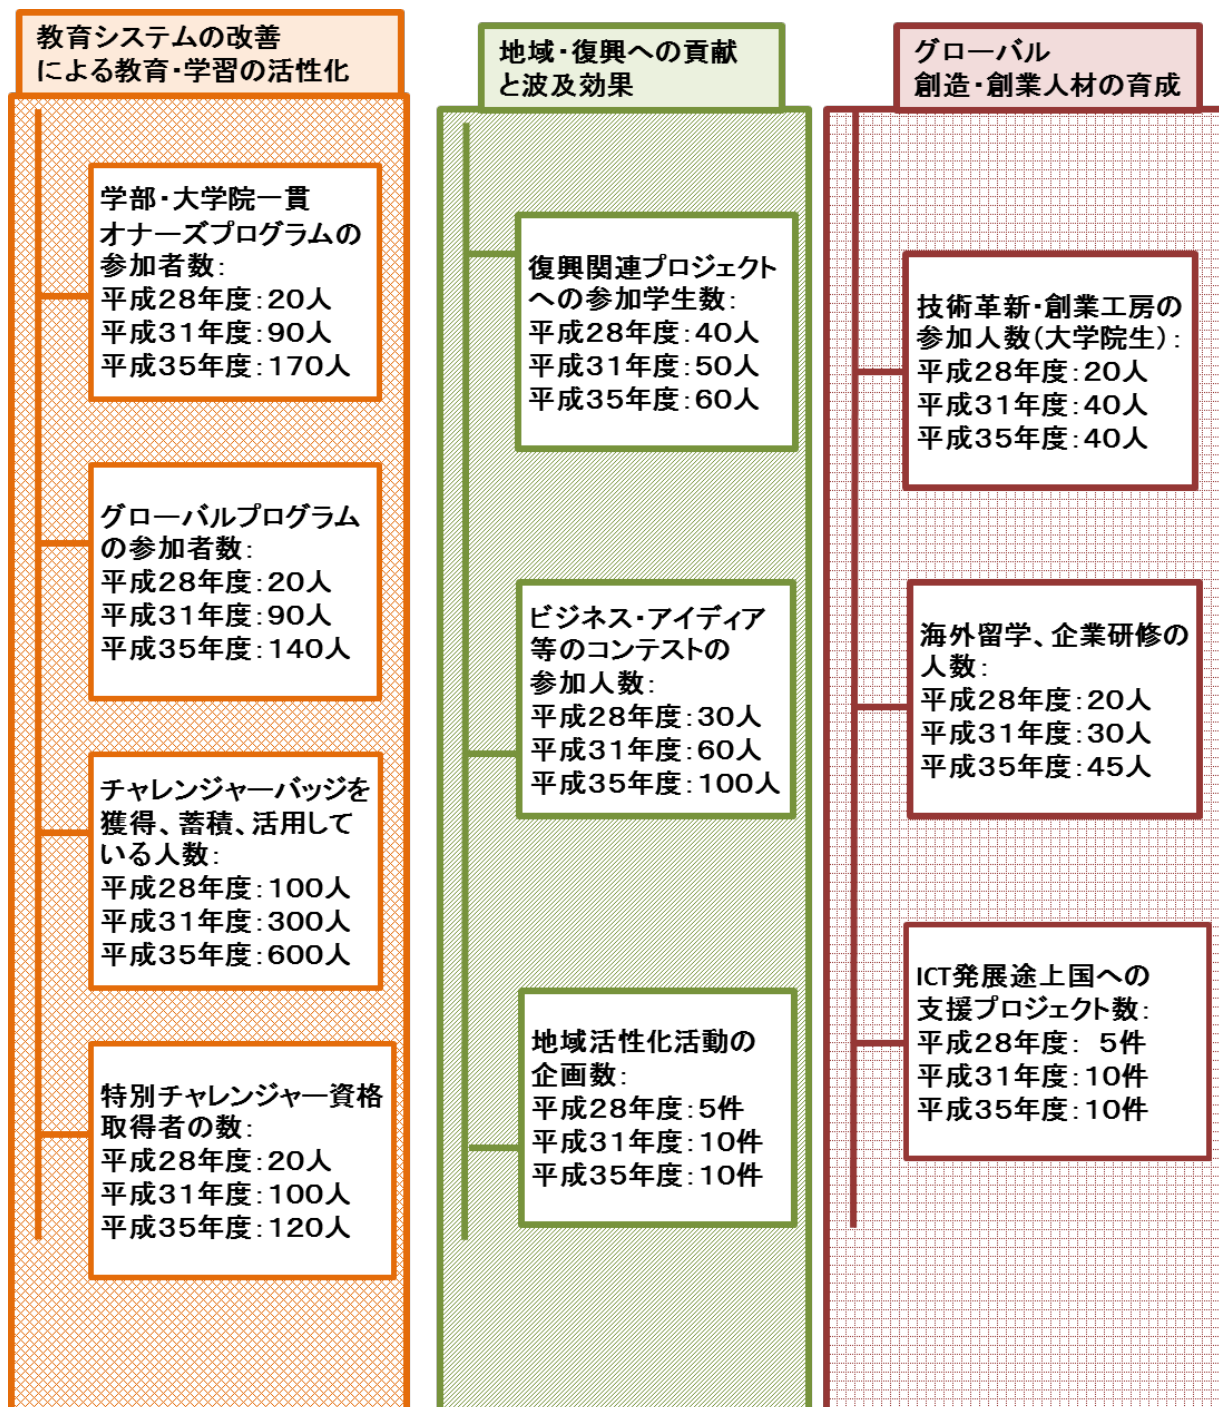 教育システムの改善
による教育・学習の活性化
学部・大学院一貫
オナーズプログラムの
参加者数:
平成28年度:20人
平成31年度:90人
平成35年度:170人
グローバルプログラム
の参加者数:
平成28年度:20人
平成31年度:90人
平成35年度:140人
チャレンジャーバッジを
獲得、蓄積、活用して
いる人数:
平成28年度:100人
平成31年度:300人
平成35年度:600人
特別チャレンジャー資格
取得者の数:
平成28年度:20人
平成31年度:100人
平成35年度:120人
地域・復興への貢献
と波及効果
復興関連プロジェクト
への参加学生数:
平成28年度:40人
平成31年度:50人
平成35年度:60人
ビジネス・アイディア
等のコンテストの
参加人数:
平成28年度:30人
平成31年度:60人
平成35年度:100人
地域活性化活動の
企画数:
平成28年度:5件
平成31年度:10件
平成35年度:10件
グローバル
創造・創業人材の育成
技術革新・創業工房の
参加人数(大学院生):
平成28年度:20人
平成31年度:40人
平成35年度:40人
海外留学、企業研修の
人数:
平成28年度:20人
平成31年度:30人
平成35年度:45人
ICT発展途上国への
支援プロジェクト数:
平成28年度: 5件
平成31年度:10件
平成35年度:10件